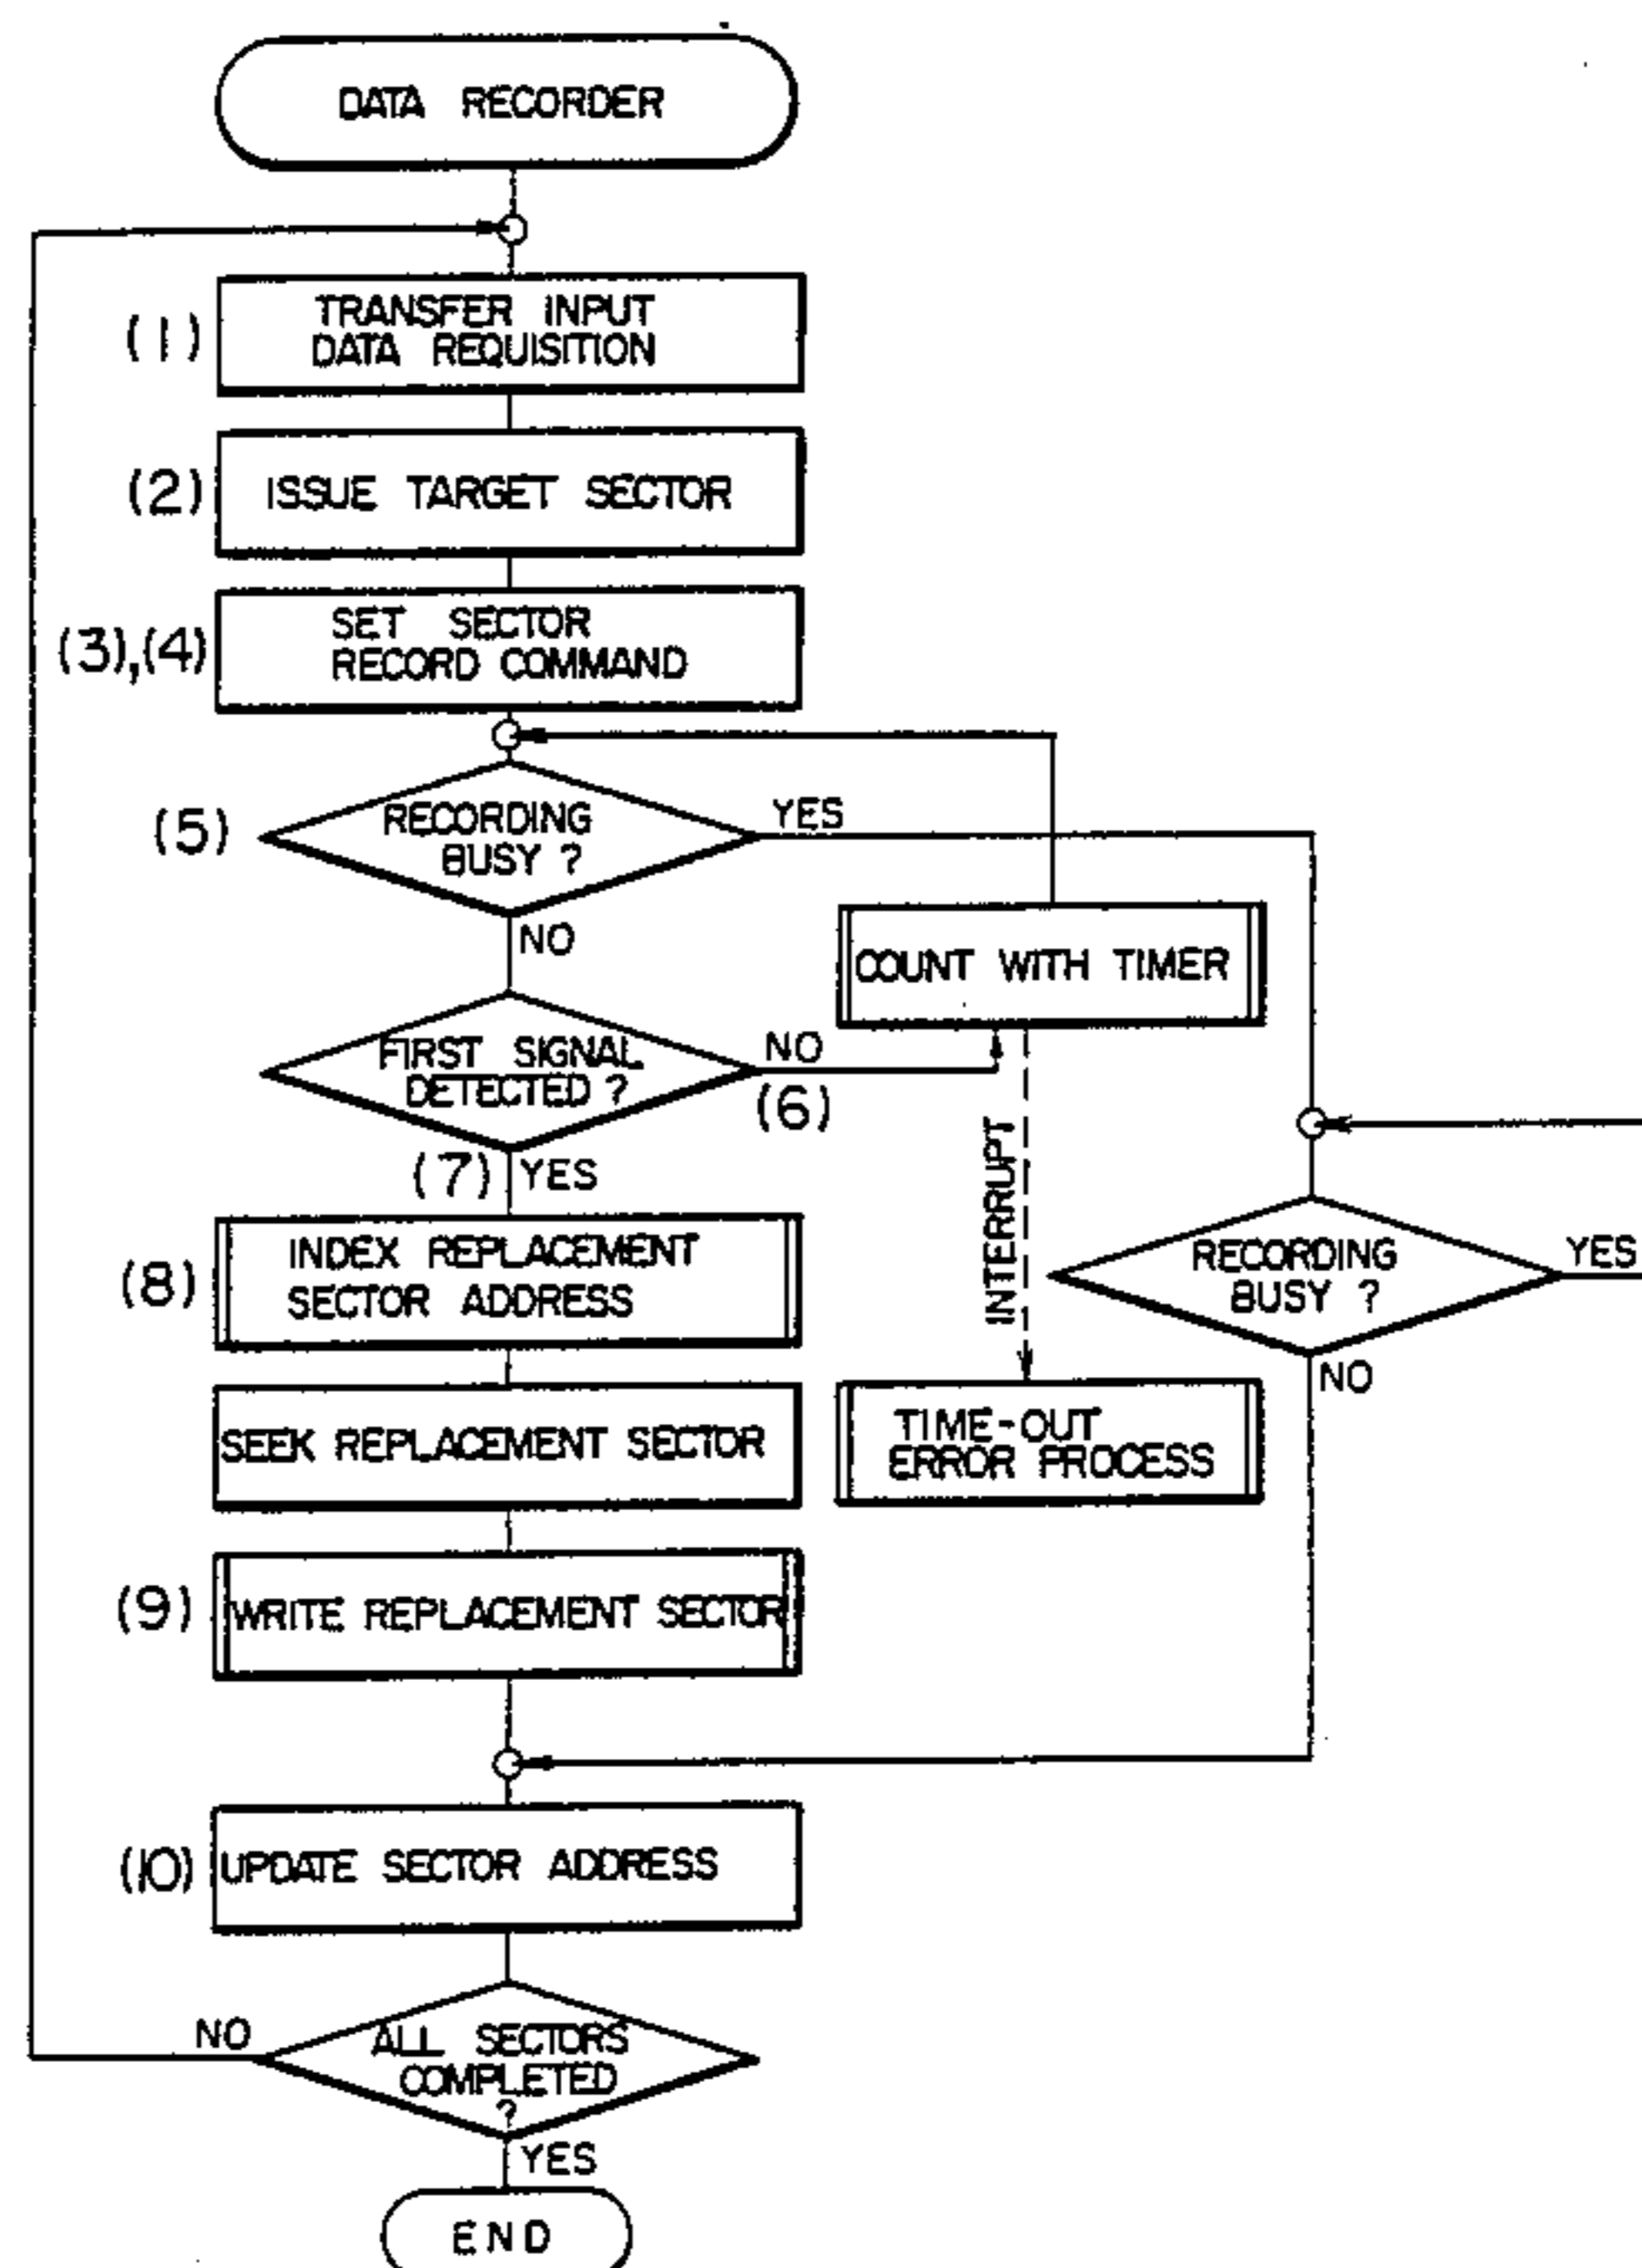 DATA RECORDER
(1)
TRANSFER INPUT
DATA REQUISITION
(2)
ISSUE TARGET SECTOR
(3),(4)
SET SECTOR
RECORD COMMAND
(5)
RECORDING
BUSY ?
YES
NO
COUNT WITH TIMER
FIRST SIGNAL
DETECTED ?
NO
(6)
(7)
YES
INTERRUPT
(8)
INDEX REPLACEMENT
SECTOR ADDRESS
RECORDING
BUSY ?
YES
NO
SEEK REPLACEMENT SECTOR
TIME-OUT
ERROR PROCESS
(9)
WRITE REPLACEMENT SECTOR
(10)
UPDATE SECTOR ADDRESS
NO
ALL SECTORS
COMPLETED
?
YES
END